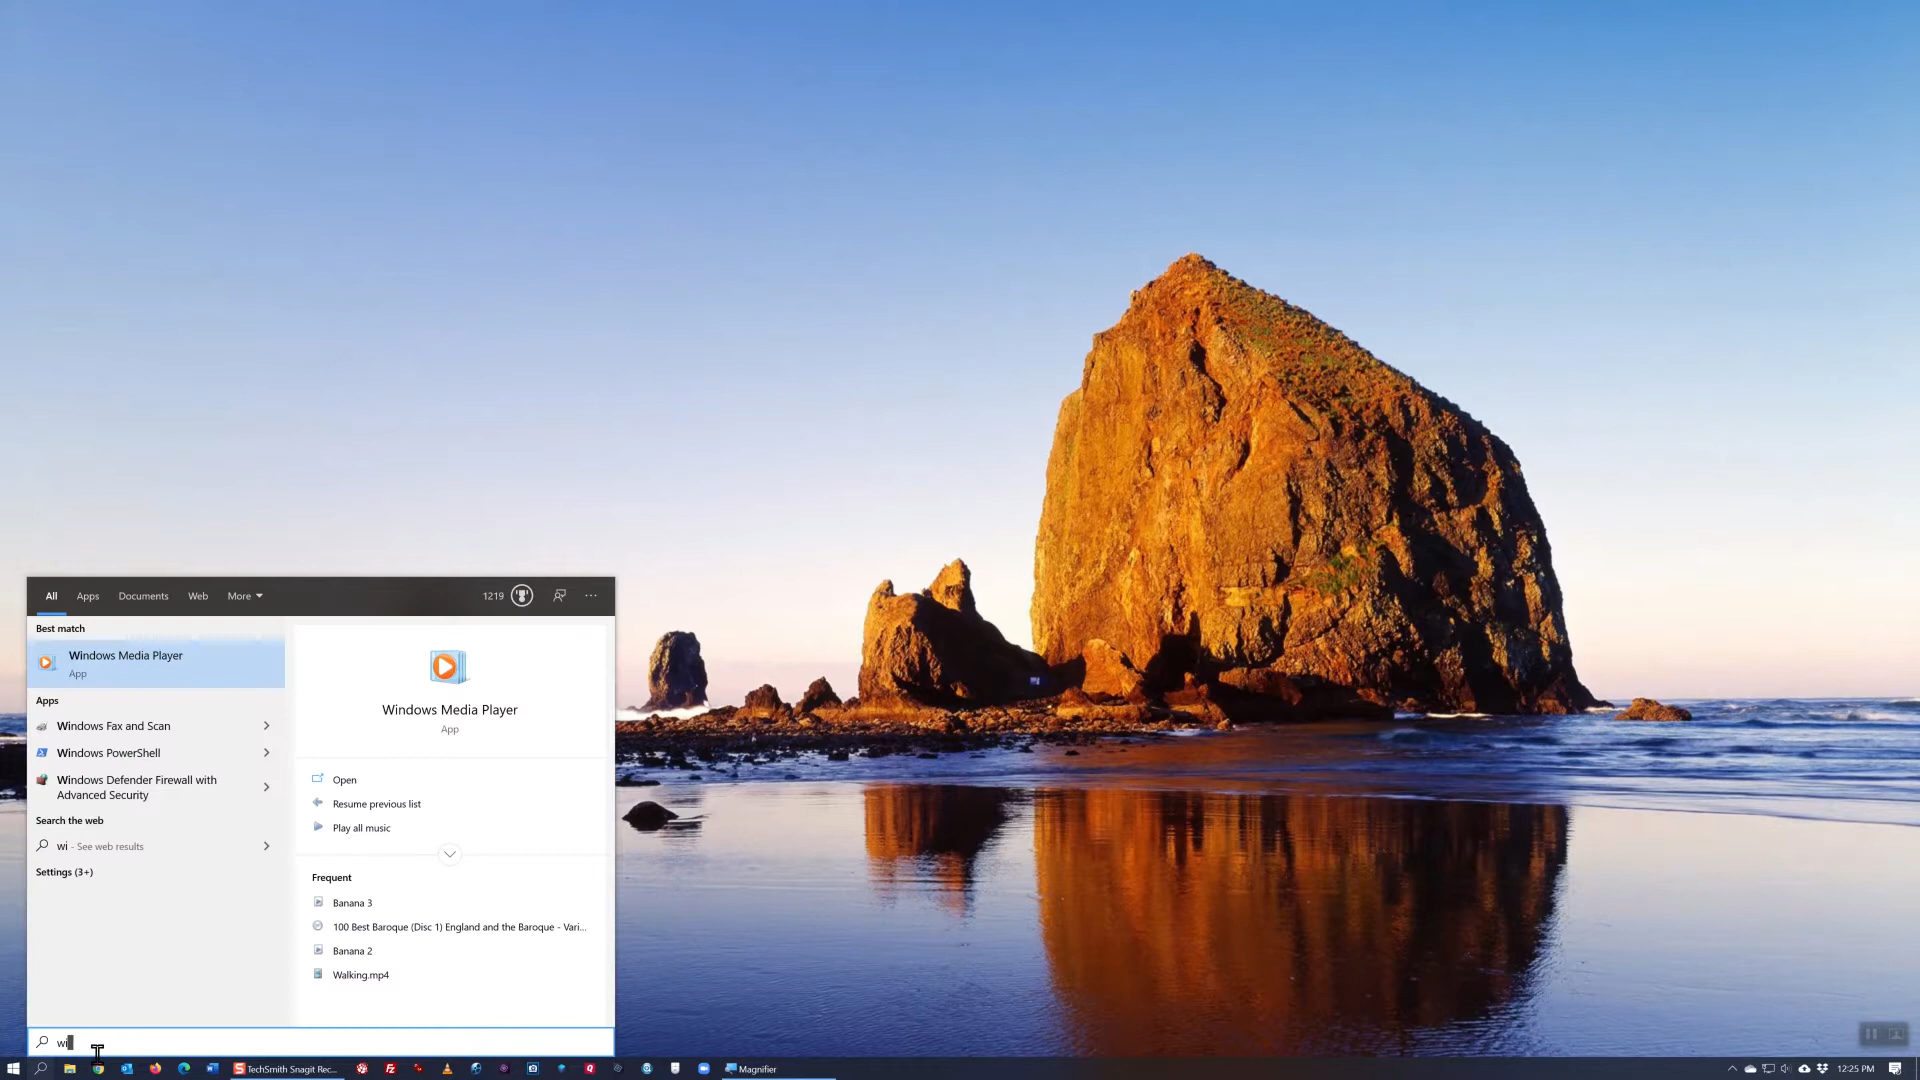 All Apps Documents Web More 1219 ...
Best match
Windows Media Player
App
Apps
Windows Fax and Scan
Windows PowerShell
Windows Defender Firewall with
Advanced Security
Search the web
wi - See web results
Settings (3+)
Windows Media Player
App
Open
Resume previous list
Play all music
Frequent
Banana 3
100 Best Baroque (Disc 1) England and the Baroque - Vari...
Banana 2
Walking.mp4
wi
TechSmith Snagit Rec... Magnifier 12:25 PM